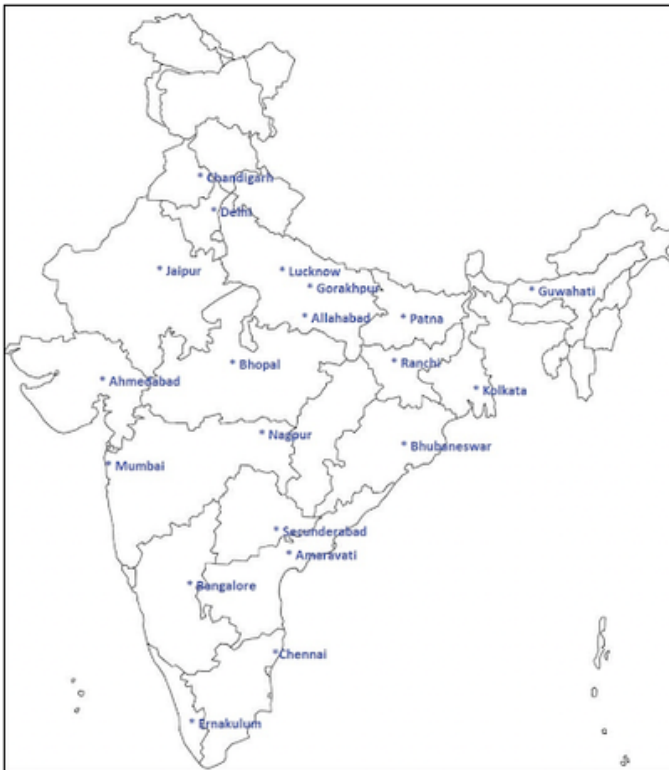 * Chandigarh
* Delhi
* Jaipur
* Lucknow
* Gorakhpur
* Guwahati
* Allahabad
* Patna
* Bhopal
* Ranchi
* Ahmedabad
* Kolkata
* Nagpur
* Bhubaneswar
* Mumbai
* Secunderabad
* Amaravati
* Bangalore
*Chennai
* Ernakulum